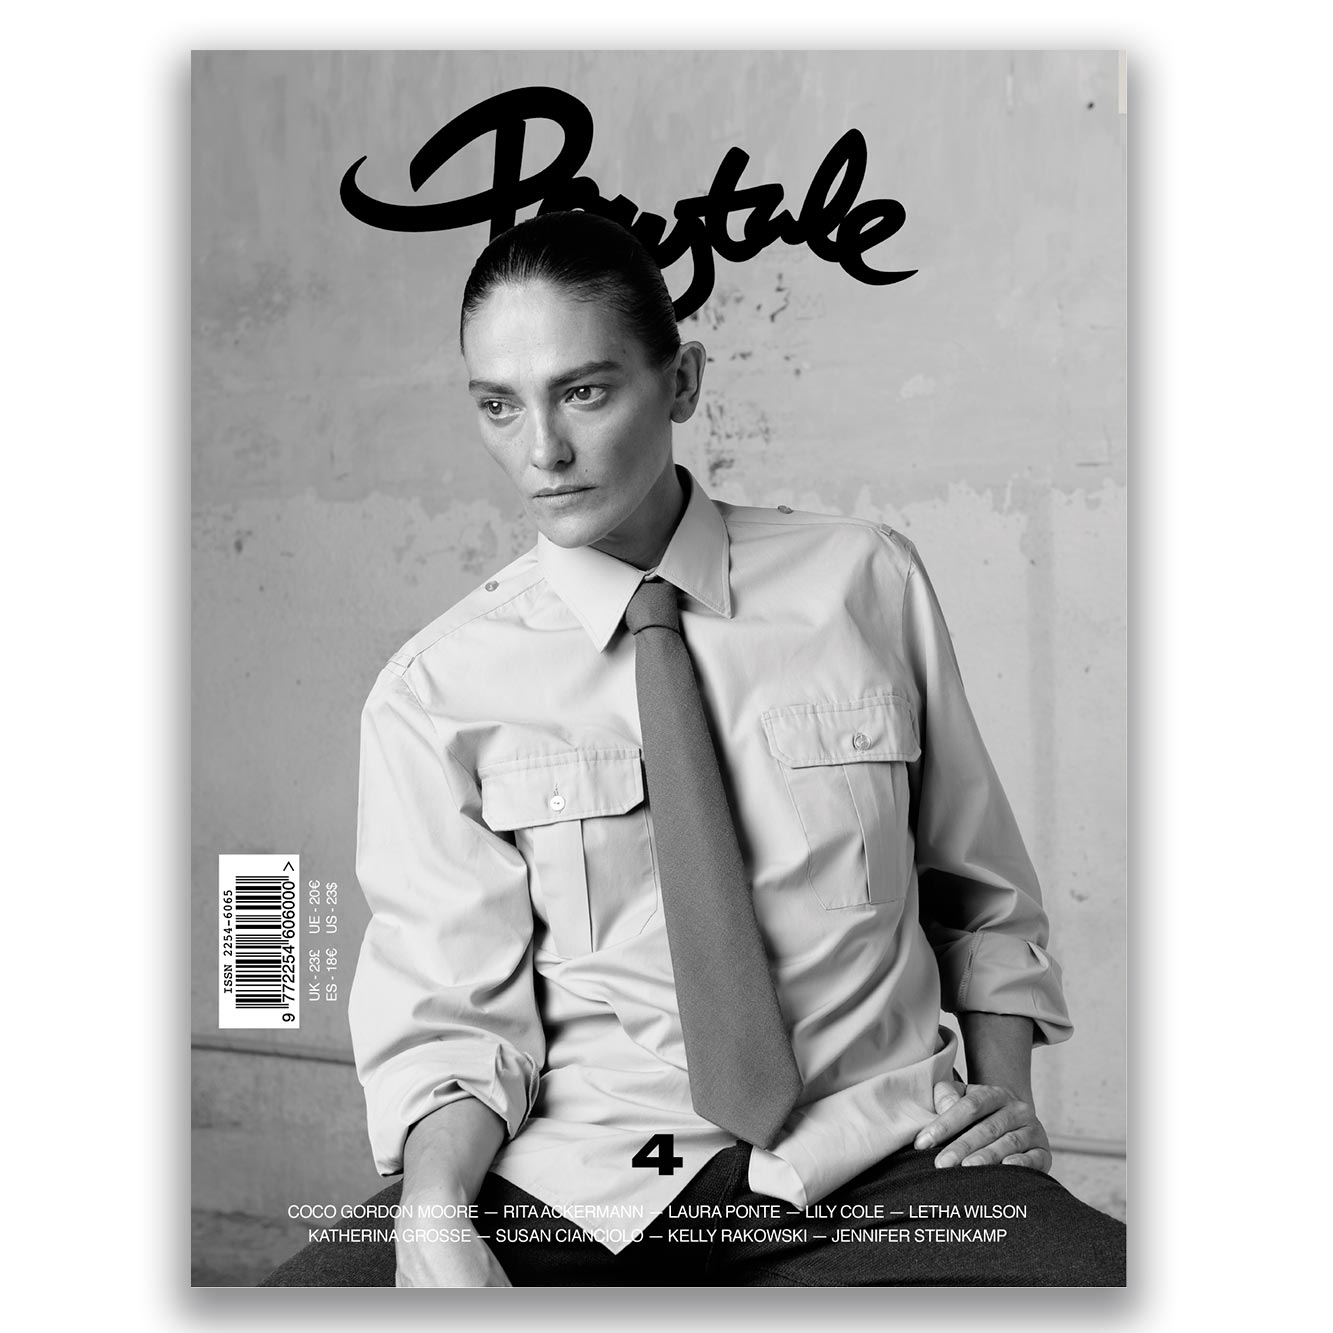 Ponytale
ISSN 2254-6065
9 772254 606000 >
UK - 23£ UE - 20€
ES - 18€ US - 23$
4
COCO GORDON MOORE — RITA ACKERMANN — LAURA PONTE — LILY COLE — LETHA WILSON
KATHERINA GROSSE — SUSAN CIANCIOLO — KELLY RAKOWSKI — JENNIFER STEINKAMP